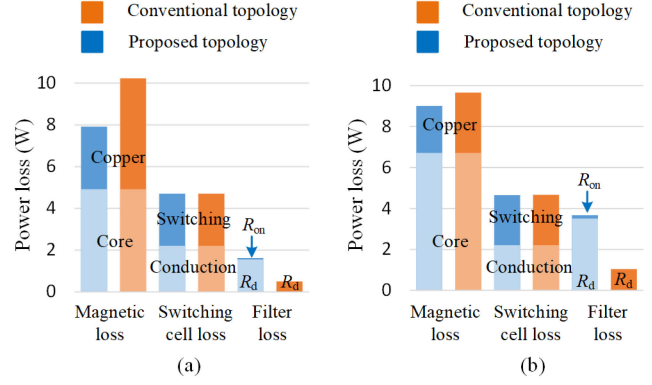 Conventional topology
Proposed topology
Power loss (W)
10
8
6
4
2
0
Copper
Core
Switching
Conduction
Ron
Rd
Rd
Magnetic loss
Switching cell loss
Filter loss
(a)
Conventional topology
Proposed topology
Power loss (W)
10
8
6
4
2
0
Copper
Core
Switching
Conduction
Ron
Rd
Rd
Magnetic loss
Switching cell loss
Filter loss
(b)